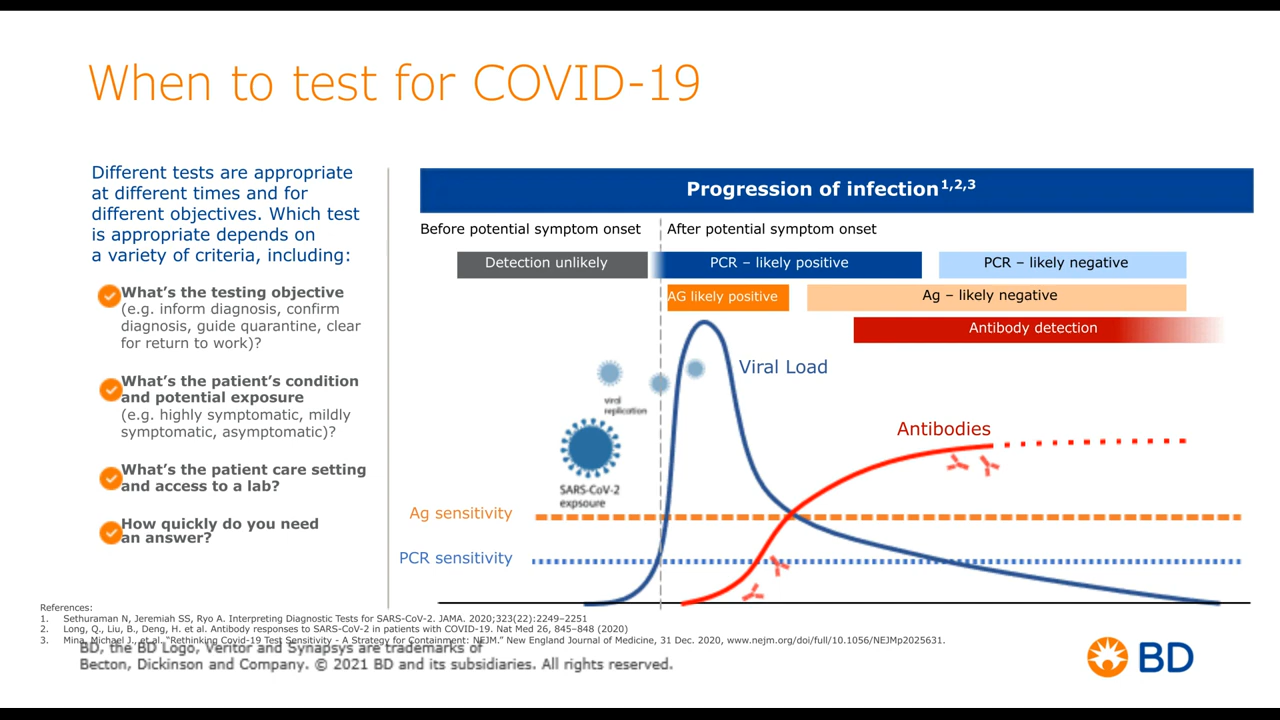 When to test for COVID-19
Different tests are appropriate
at different times and for
different objectives. Which test
is appropriate depends on
a variety of criteria, including:
What's the testing objective
(e.g. inform diagnosis, confirm
diagnosis, guide quarantine, clear
for return to work)?
What's the patient's condition
and potential exposure
(e.g. highly symptomatic, mildly
symptomatic, asymptomatic)?
What's the patient care setting
and access to a lab?
How quickly do you need
an answer?
Progression of infection1,2,3
Before potential symptom onset
After potential symptom onset
Detection unlikely
PCR – likely positive
PCR – likely negative
AG likely positive
Ag – likely negative
Antibody detection
Viral Load
viral
replication
SARS-CoV-2
expsoure
Antibodies
Ag sensitivity
PCR sensitivity
References:
1. Sethuraman N, Jeremiah SS, Ryo A. Interpreting Diagnostic Tests for SARS-CoV-2. JAMA. 2020;323(22):2249–2251
2. Long, Q., Liu, B., Deng, H. et al. Antibody responses to SARS-CoV-2 in patients with COVID-19. Nat Med 26, 845–848 (2020)
3. Mina, Michael J., et al. "Rethinking Covid-19 Test Sensitivity - A Strategy for Containment: NEJM." New England Journal of Medicine, 31 Dec. 2020, www.nejm.org/doi/full/10.1056/NEJMp2025631.
BD, the BD Logo, Veritor and Synapsys are trademarks of
Becton, Dickinson and Company. © 2021 BD and its subsidiaries. All rights reserved.
BD